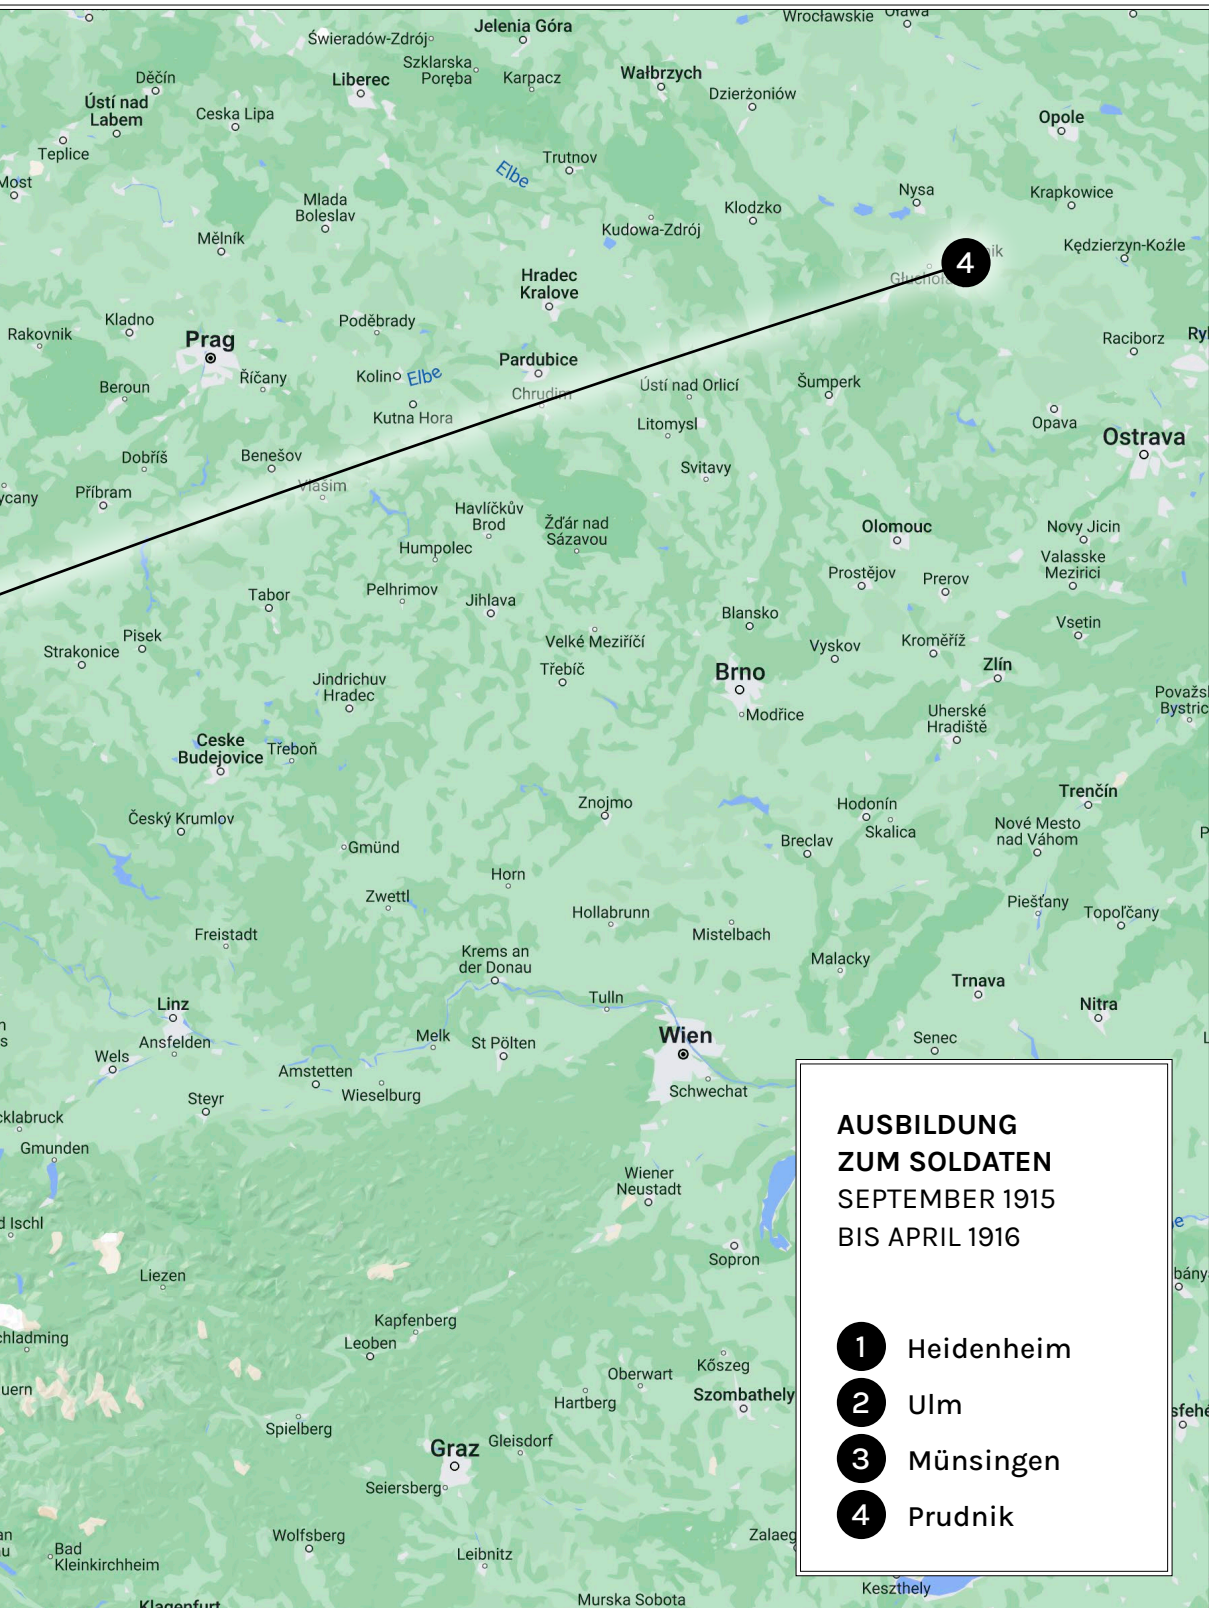 Wrocławskie
Oława
Jelenia Góra
Świeradów-Zdrój
Szklarska
Poręba
Karpacz
Wałbrzych
Děčín
Liberec
Dzierżoniów
Ústí nad
Labem
Ceska Lipa
Opole
Teplice
Trutnov
Elbe
Most
Mlada
Boleslav
Nysa
Krapkowice
Klodzko
Kudowa-Zdrój
Mělník
Kędzierzyn-Koźle
4
Hradec
Kralove
Kladno
Poděbrady
Rakovnik
Prag
Raciborz
Pardubice
Kolin
Elbe
Říčany
Beroun
Chrudim
Ústí nad Orlicí
Šumperk
Kutna Hora
Litomysl
Opava
Ostrava
Dobříš
Benešov
Svitavy
Vlašim
Příbram
Havlíčkův
Brod
Žďár nad
Sázavou
Olomouc
Novy Jicin
Humpolec
Valasske
Mezirici
Prostějov
Prerov
Tabor
Pelhrimov
Jihlava
Blansko
Vsetin
Pisek
Velké Meziříčí
Vyskov
Kroměříž
Strakonice
Třebíč
Brno
Zlín
Jindrichuv
Hradec
Modřice
Uherské
Hradiště
Ceske
Budejovice
Třeboň
Trenčín
Znojmo
Hodonín
Český Krumlov
Skalica
Nové Mesto
nad Váhom
Breclav
Gmünd
Horn
Zwettl
Piešťany
Hollabrunn
Topoľčany
Freistadt
Mistelbach
Krems an
der Donau
Malacky
Trnava
Linz
Tulln
Nitra
Ansfelden
Melk
St Pölten
Wien
Senec
Wels
Amstetten
Schwechat
Steyr
Wieselburg
Gmunden
Wiener
Neustadt
Sopron
Liezen
Kapfenberg
Leoben
Kőszeg
Oberwart
Szombathely
Hartberg
Spielberg
Graz
Gleisdorf
Seiersberg
Wolfsberg
Bad
Kleinkirchheim
Leibnitz
Keszthely
Murska Sobota
Klagenfurt
AUSBILDUNG
ZUM SOLDATEN
SEPTEMBER 1915
BIS APRIL 1916
1 Heidenheim
2 Ulm
3 Münsingen
4 Prudnik